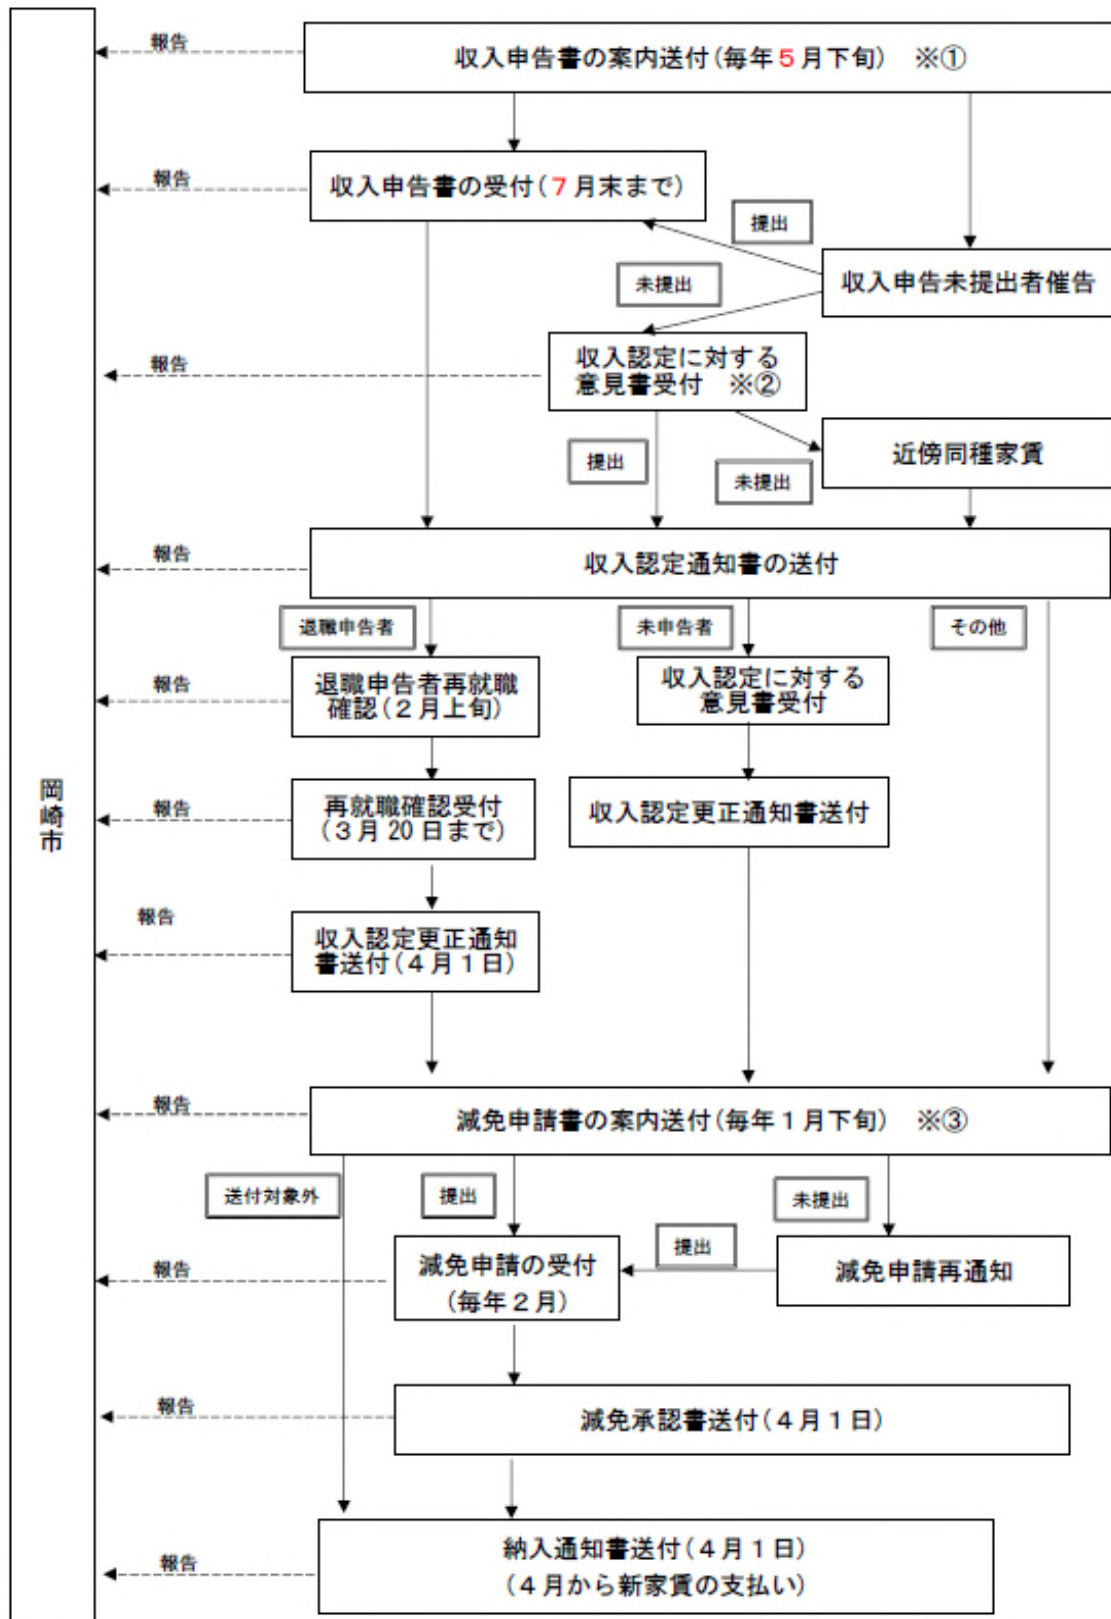 報告
収入申告書の案内送付(毎年５月下旬)　※①
報告
収入申告書の受付(７月末まで)
提出
収入申告未提出者催告
未提出
報告
収入認定に対する
意見書受付　※②
提出
未提出
近傍同種家賃
報告
収入認定通知書の送付
退職申告者
未申告者
その他
報告
退職申告者再就職
確認(２月上旬)
収入認定に対する
意見書受付
岡崎市
報告
再就職確認受付
(３月20日まで)
収入認定更正通知書送付
報告
収入認定更正通知
書送付(４月１日)
報告
減免申請書の案内送付(毎年１月下旬)　※③
送付対象外
提出
未提出
報告
減免申請の受付
(毎年２月)
提出
減免申請再通知
報告
減免承認書送付(４月１日)
報告
納入通知書送付(４月１日)
(４月から新家賃の支払い)